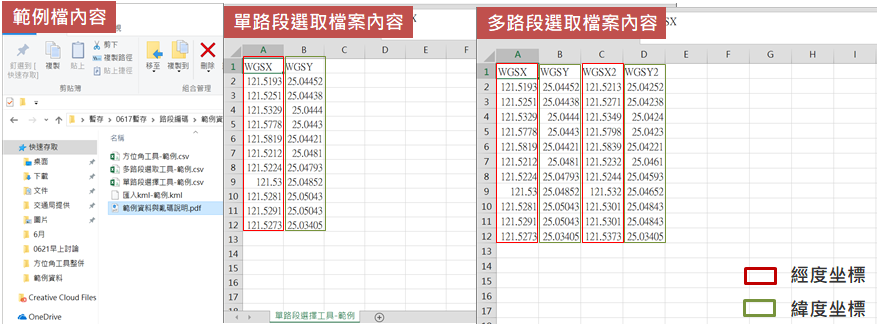 範例檔內容
單路段選取檔案內容
多路段選取檔案內容
釘選到 [
快速存取]
複製
貼上
剪下
複製路徑
貼上捷徑
移至
複製到
刪除
剪貼簿
組合管理
暫存 › 0617暫存 › 路段編碼 › 範例資
名稱
快速存取
桌面
下載
文件
交通局提供
圖片
6月
0621早上討論
方位角工具整併
範例資料
Creative Cloud Files
OneDrive
方位角工具-範例.csv
多路段選取工具-範例.csv
單路段選擇工具-範例.csv
匯入kml-範例.kml
範例資料與亂碼說明.pdf
A B C D E F
1 WGSX WGSY
2 121.5193 25.04452
3 121.5251 25.04438
4 121.5329 25.0444
5 121.5778 25.0443
6 121.5819 25.04421
7 121.5212 25.0481
8 121.5224 25.04793
9 121.53 25.04852
10 121.5281 25.05043
11 121.5291 25.05043
12 121.5273 25.03405
13
14
15
16
17
單路段選擇工具-範例
SX
A B C D E F G H I
1 WGSX WGSY WGSX2 WGSY2
2 121.5193 25.04452 121.5213 25.04252
3 121.5251 25.04438 121.5271 25.04238
4 121.5329 25.0444 121.5349 25.0424
5 121.5778 25.0443 121.5798 25.0423
6 121.5819 25.04421 121.5839 25.04221
7 121.5212 25.0481 121.5232 25.0461
8 121.5224 25.04793 121.5244 25.04593
9 121.53 25.04852 121.532 25.04652
10 121.5281 25.05043 121.5301 25.04843
11 121.5291 25.05043 121.5301 25.04843
12 121.5273 25.03405 121.5373 25.03405
13
14
15
16
17
經度坐標
緯度坐標